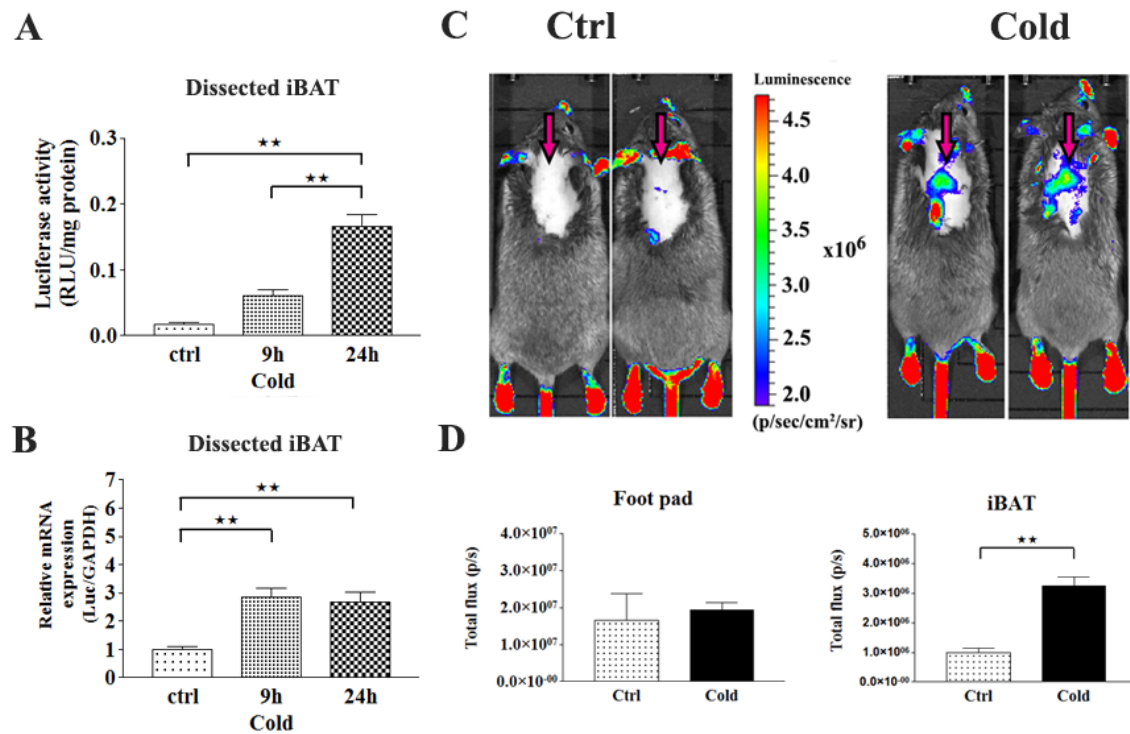 A
Dissected iBAT
Luciferase activity
(RLU/mg protein)
0.3
0.2
0.1
0.0
★★
★★
ctrl
9h
24h
Cold
B
Dissected iBAT
Relative mRNA
expression
(Luc/GAPDH)
7
6
5
4
3
2
1
0
★★
★★
ctrl
9h
24h
Cold
C
Ctrl
Cold
Luminescence
4.5
4.0
3.5
3.0
2.5
2.0
x10⁶
(p/sec/cm²/sr)
D
Foot pad
Total flux (p/s)
4.0×10⁰⁷
3.0×10⁰⁷
2.0×10⁰⁷
1.0×10⁰⁷
0.0×10⁻⁰⁰
Ctrl
Cold
iBAT
Total flux (p/s)
5.0×10⁰⁶
4.0×10⁰⁶
3.0×10⁰⁶
2.0×10⁰⁶
1.0×10⁰⁶
0.0×10⁻⁰⁰
★★
Ctrl
Cold